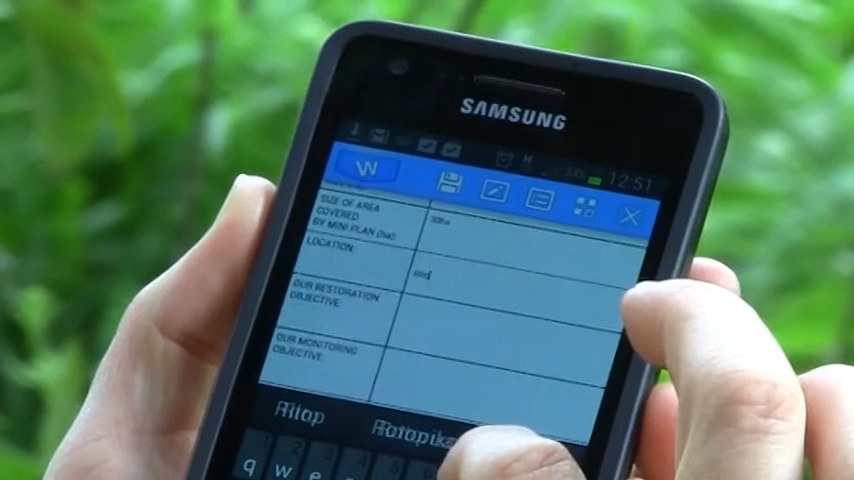 SAMSUNG
12:51
W
SIZE OF AREA
COVERED
BY MINI PLAN (ha):
LOCATION:
OUR RESTORATION
OBJECTIVE:
OUR MONITORING
OBJECTIVE:
q w e